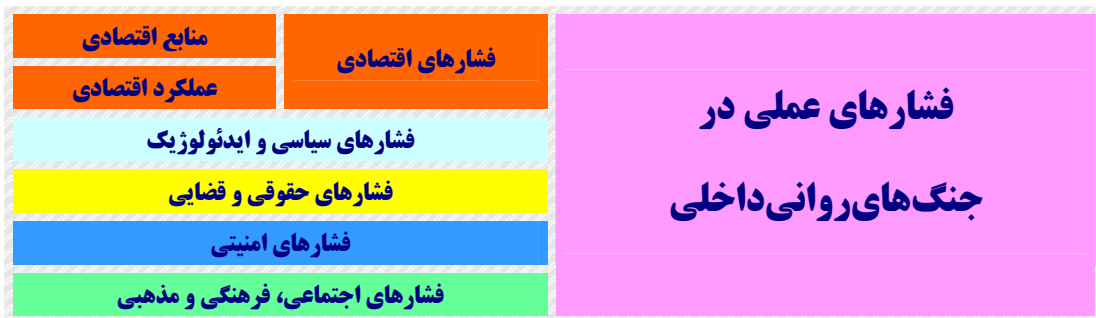 فشارهای عملی در
جنگ‌های‌روانی‌داخلی
فشارهای اقتصادی
منابع اقتصادی
عملکرد اقتصادی
فشارهای سیاسی و ایدئولوژیک
فشارهای حقوقی و قضایی
فشارهای امنیتی
فشارهای اجتماعی، فرهنگی و مذهبی